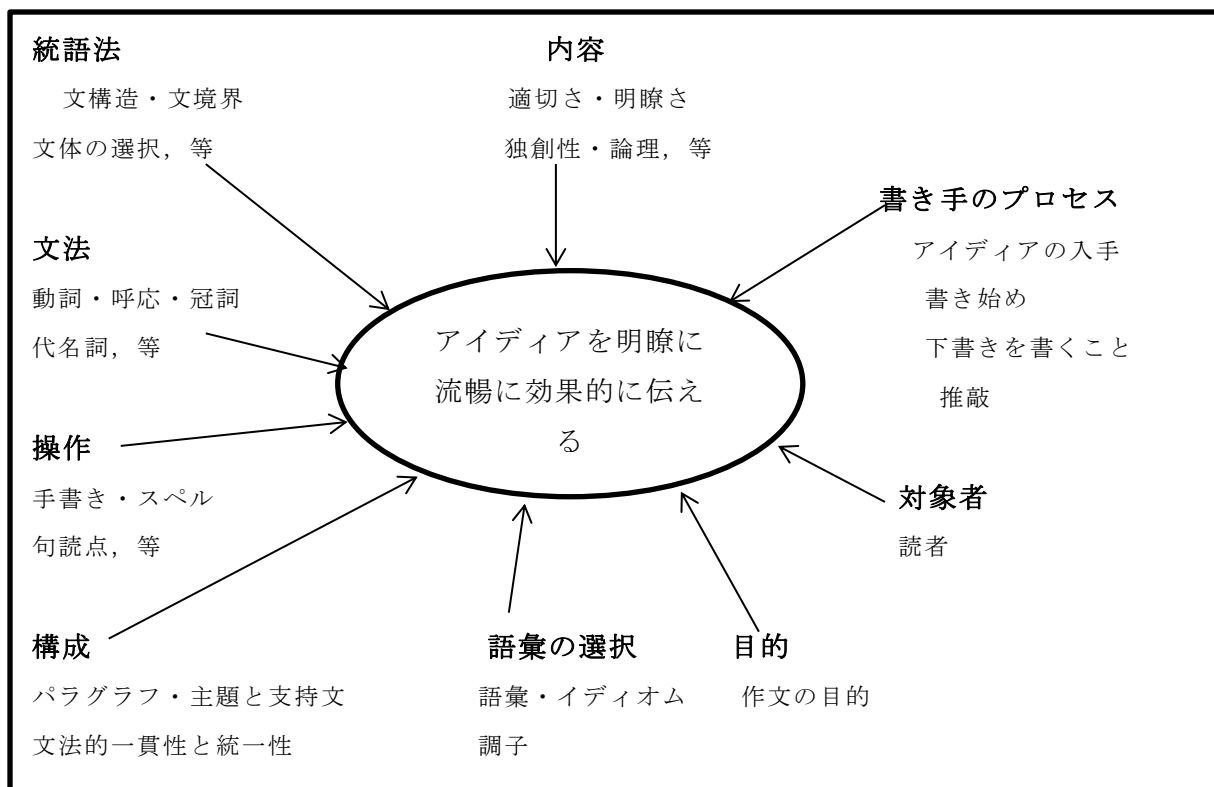 統語法
文構造・文境界
文体の選択，等
内容
適切さ・明瞭さ
独創性・論理，等
書き手のプロセス
アイディアの入手
書き始め
下書きを書くこと
推敲
文法
動詞・呼応・冠詞
代名詞，等
アイディアを明瞭に
流暢に効果的に伝え
る
操作
手書き・スペル
句読点，等
対象者
読者
構成
パラグラフ・主題と支持文
文法的一貫性と統一性
語彙の選択
語彙・イディオム
調子
目的
作文の目的